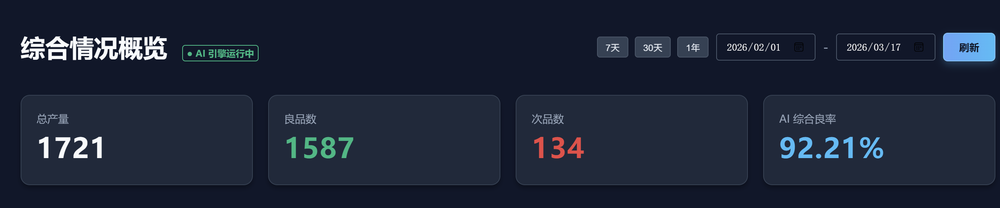 综合情况概览 ● AI 引擎运行中 7天 30天 1年 2026/02/01 - 2026/03/17 刷新
总产量 良品数 次品数 AI 综合良率
1721 1587 134 92.21%